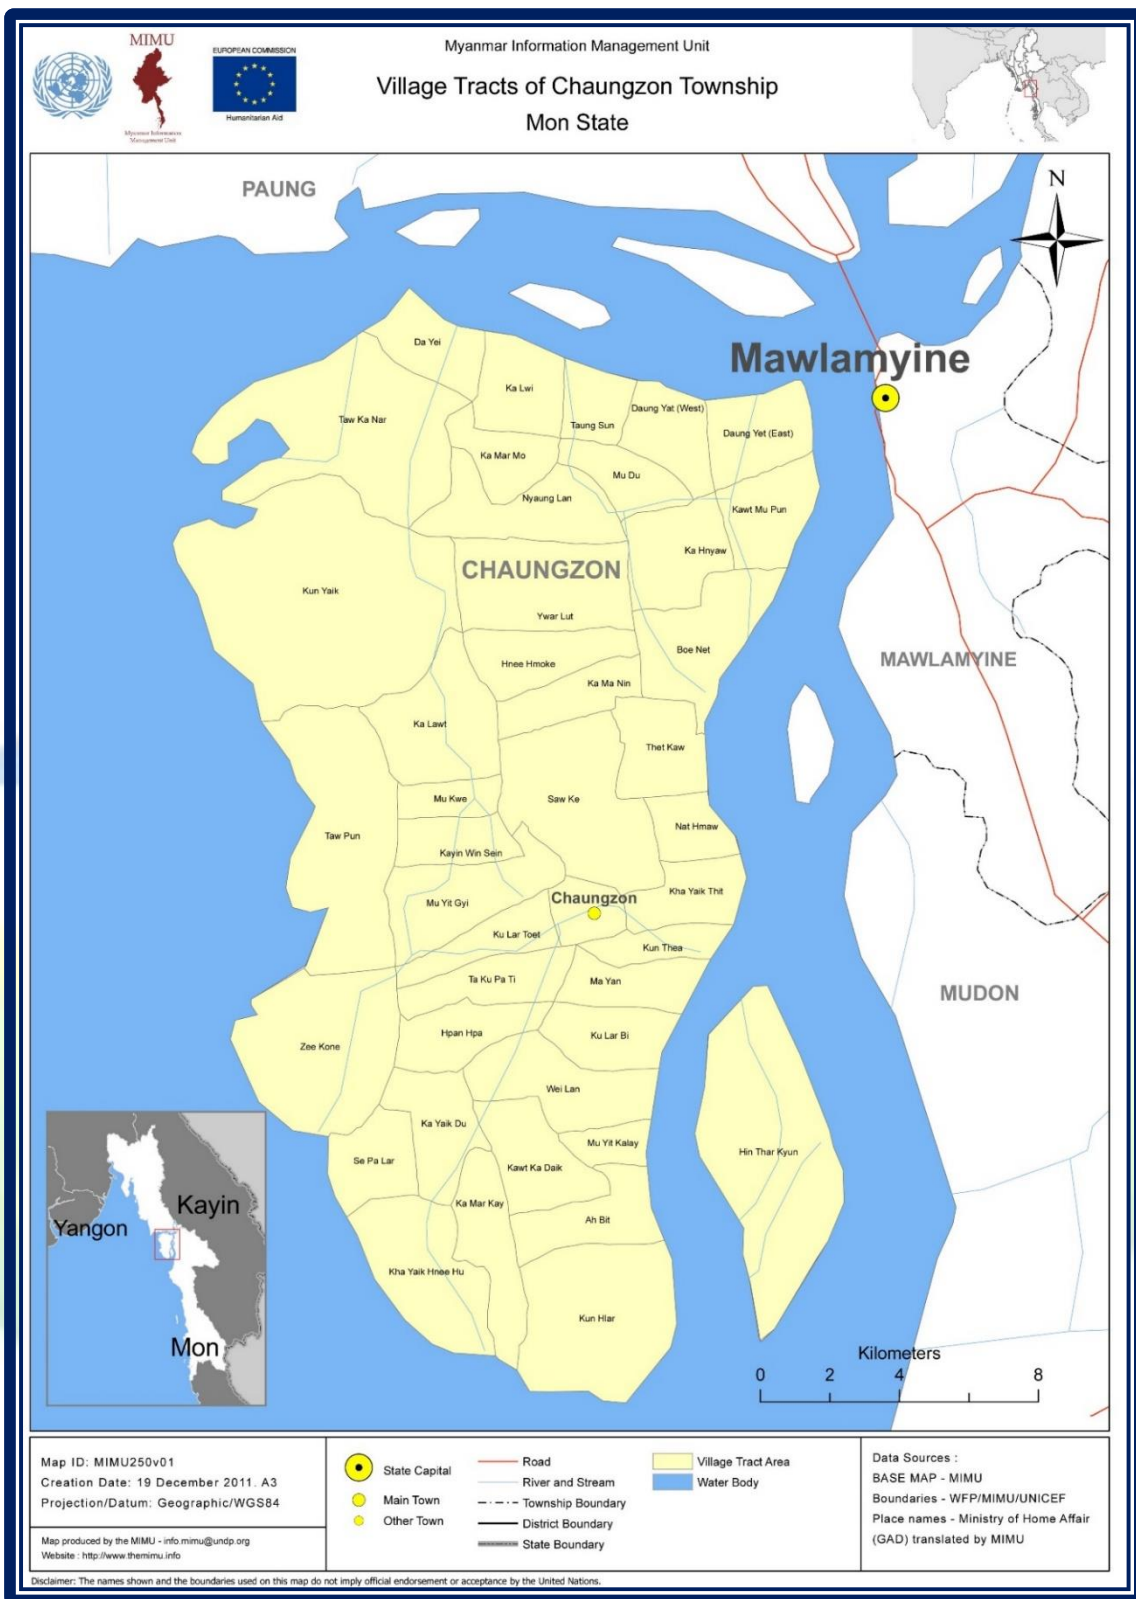 MIMU
Myanmar Information
Management Unit
EUROPEAN COMMISSION
Humanitarian Aid
Myanmar Information Management Unit
Village Tracts of Chaungzon Township
Mon State
PAUNG
N
Mawlamyine
Da Yei
Ka Lwi
Taw Ka Nar
Taung Sun
Daung Yat (West)
Daung Yet (East)
Ka Mar Mo
Mu Du
Nyaung Lan
Kawt Mu Pun
Ka Hnyaw
CHAUNGZON
Kun Yaik
Ywar Lut
Boe Net
MAWLAMYINE
Hnee Hmoke
Ka Ma Nin
Ka Lawt
Thet Kaw
Mu Kwe
Saw Ke
Taw Pun
Nat Hmaw
Kayin Win Sein
Kha Yaik Thit
Mu Yit Gyi
Chaungzon
Ku Lar Toet
Kun Thea
Ta Ku Pa Ti
Ma Yan
MUDON
Zee Kone
Hpan Hpa
Ku Lar Bi
Wei Lan
Ka Yaik Du
Mu Yit Kalay
Hin Thar Kyun
Se Pa Lar
Kawt Ka Daik
Ka Mar Kay
Ah Bit
Kha Yaik Hnee Hu
Kun Hlar
Kayin
Yangon
Mon
Kilometers
0 2 4 8
Map ID: MIMU250v01
Creation Date: 19 December 2011. A3
Projection/Datum: Geographic/WGS84
Map produced by the MIMU - info.mimu@undp.org
Website : http://www.themimu.info
State Capital
Main Town
Other Town
Road
River and Stream
Township Boundary
District Boundary
State Boundary
Village Tract Area
Water Body
Data Sources :
BASE MAP - MIMU
Boundaries - WFP/MIMU/UNICEF
Place names - Ministry of Home Affair
(GAD) translated by MIMU
Disclaimer: The names shown and the boundaries used on this map do not imply official endorsement or acceptance by the United Nations.